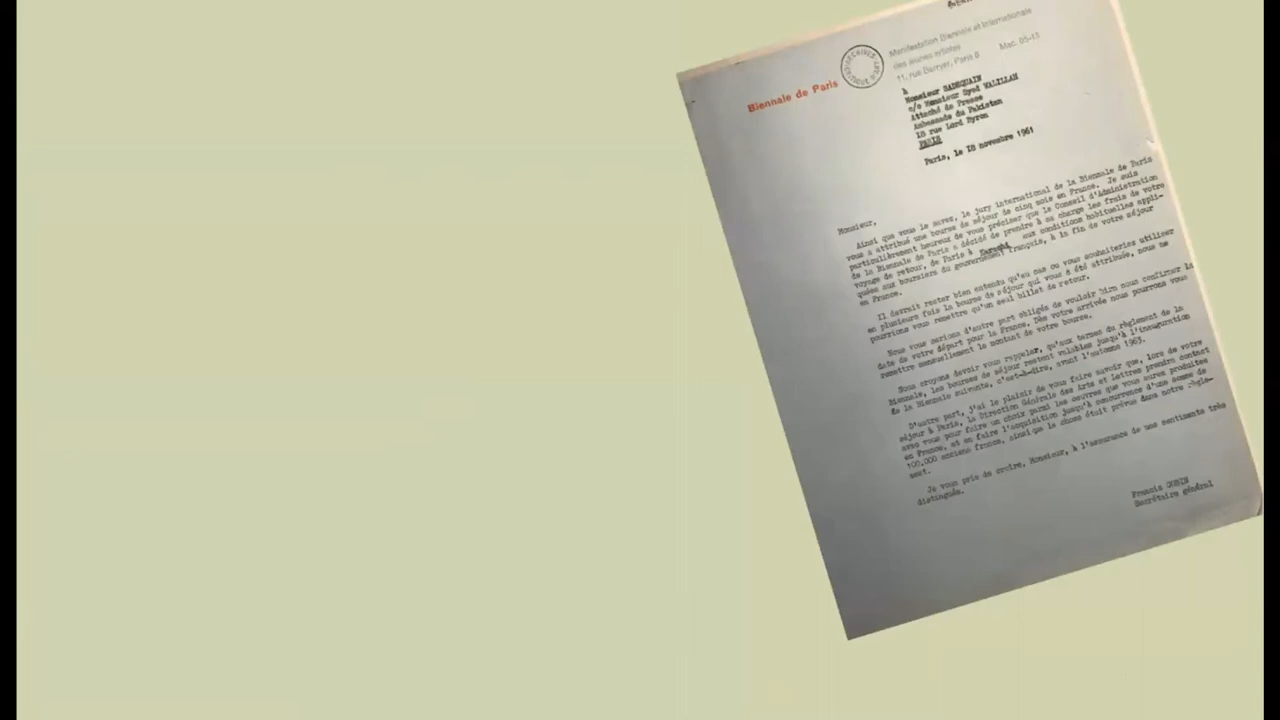 Biennale de Paris
Manifestation Biennale et Internationale
des jeunes artistes
11, rue Berryer, Paris 8 Mac. 05-15
à
Monsieur SADEQUAIN
c/o Monsieur Syed WALILLAH
Attaché de Presse
Ambassade du Pakistan
18 rue Lord Byron
PARIS
Paris, le 18 novembre 1961
Monsieur,
Ainsi que vous le savez, le jury international de la Biennale de Paris
vous a attribué une bourse de séjour de cinq mois en France. Je suis
particulièrement heureux de vous préciser que le Conseil d'Administration
de la Biennale de Paris a décidé de prendre à sa charge les frais de votre
voyage de retour, de Paris à Karachi aux conditions habituelles appli-
quées aux boursiers du gouvernement français, à la fin de votre séjour
en France.
Il devrait rester bien entendu qu'au cas où vous souhaiteriez utiliser
en plusieurs fois la bourse de séjour qui vous a été attribuée, nous ne
pourrions vous remettre qu'un seul billet de retour.
Nous vous serions d'autre part obligés de vouloir bien nous confirmer la
date de votre départ pour la France. Dès votre arrivée nous pourrons vous
remettre mensuellement le montant de votre bourse.
Nous croyons devoir vous rappeler, qu'aux termes du règlement de la
Biennale, les bourses de séjour restent valables jusqu'à l'inauguration
de la Biennale suivante, c'est-à-dire, avant l'automne 1963.
D'autre part, j'ai le plaisir de vous faire savoir que, lors de votre
séjour à Paris, la Direction Générale des Arts et Lettres prendra contact
avec vous pour faire un choix parmi les oeuvres que vous aurez produites
en France, et en faire l'acquisition jusqu'à concurrence d'une somme de
100.000 anciens francs, ainsi que la chose était prévue dans notre règle-
ment.
Je vous prie de croire, Monsieur, à l'assurance de mes sentiments très
distingués.
Francis COSIN
Secrétaire général